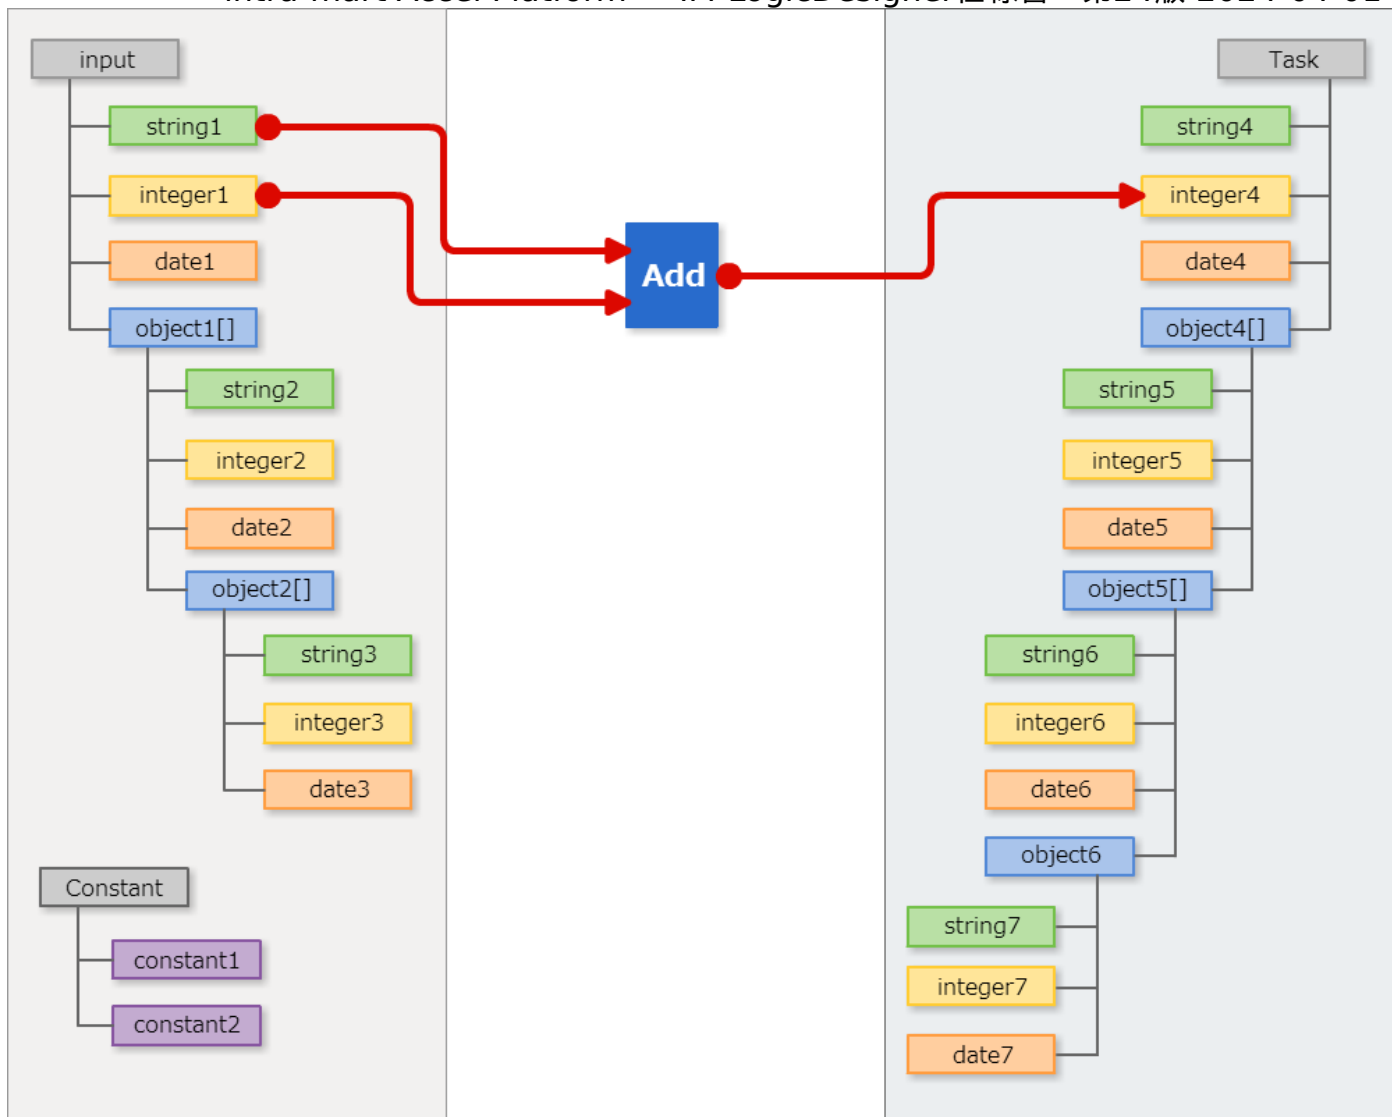 input
string1
integer1
date1
object1[]
string2
integer2
date2
object2[]
string3
integer3
date3
Constant
constant1
constant2
Add
Task
string4
integer4
date4
object4[]
string5
integer5
date5
object5[]
string6
integer6
date6
object6
string7
integer7
date7